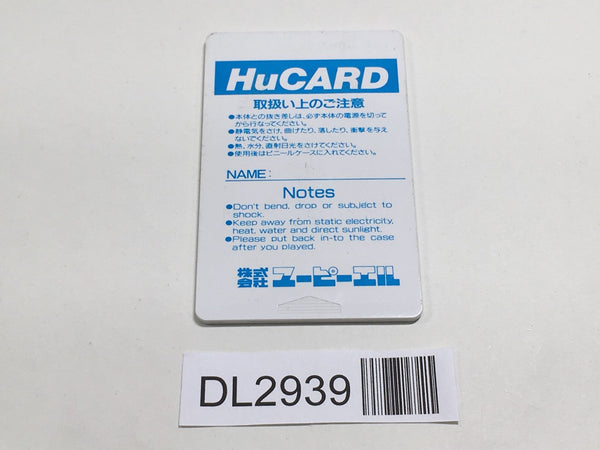 HuCARD
取扱い上のご注意
●本体との抜き差しは、必ず本体の電源を切って
から行なってください。
●静電気をさけ、曲げたり、落したり、衝撃を与え
ないでください。
●熱、水分、直射日光をさけてください。
●使用後はビニールケースに入れてください。
NAME:
Notes
●Don't bend, drop or subject to
shock.
●Keep away from static electricity,
heat, water and direct sunlight.
●Please put back in-to the case
after you played.
株式会社 ユーピーエル
DL2939